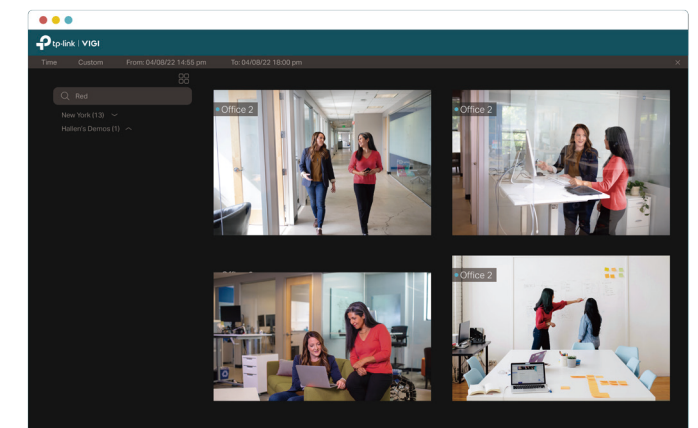 tp-link | VIGI
Time Custom From: 04/08/22 14:55 pm To: 04/08/22 18:00 pm
Red
New York (13)
Hallen's Demos (1)
Office 2
Office 2
Office 2